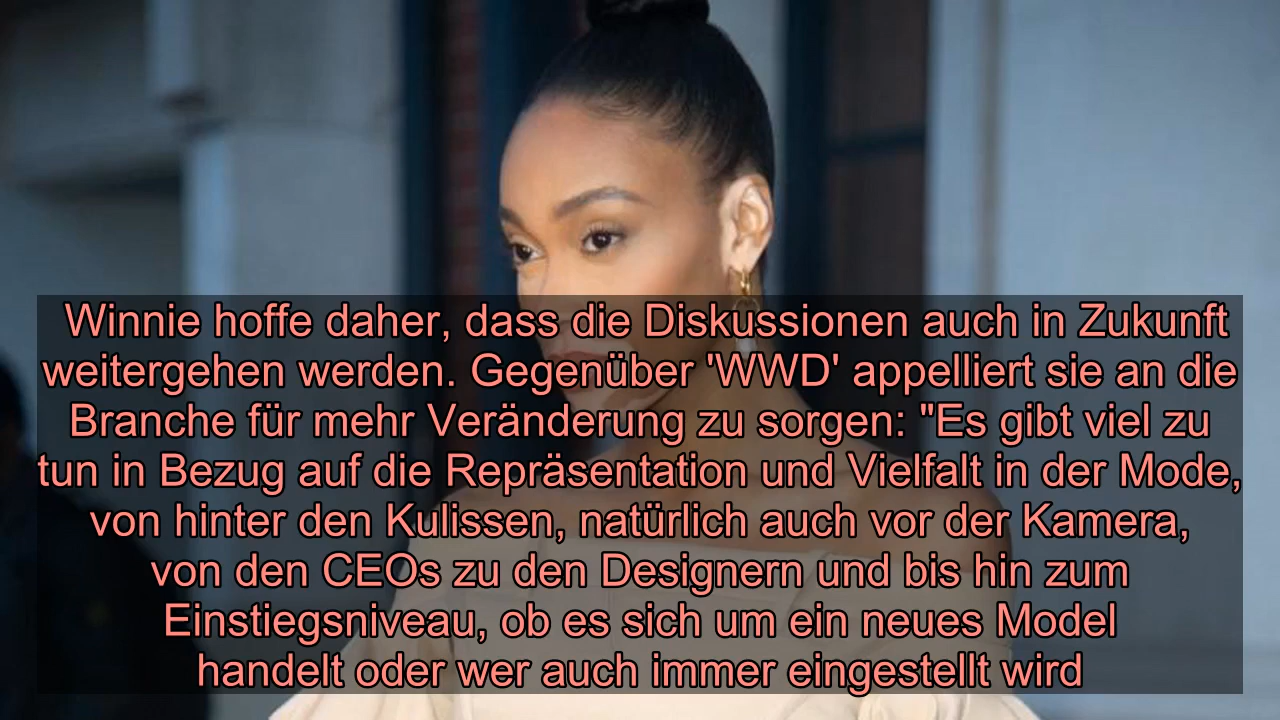 Winnie hoffe daher, dass die Diskussionen auch in Zukunft
weitergehen werden. Gegenüber 'WWD' appelliert sie an die
Branche für mehr Veränderung zu sorgen: "Es gibt viel zu
tun in Bezug auf die Repräsentation und Vielfalt in der Mode,
von hinter den Kulissen, natürlich auch vor der Kamera,
von den CEOs zu den Designern und bis hin zum
Einstiegsniveau, ob es sich um ein neues Model
handelt oder wer auch immer eingestellt wird